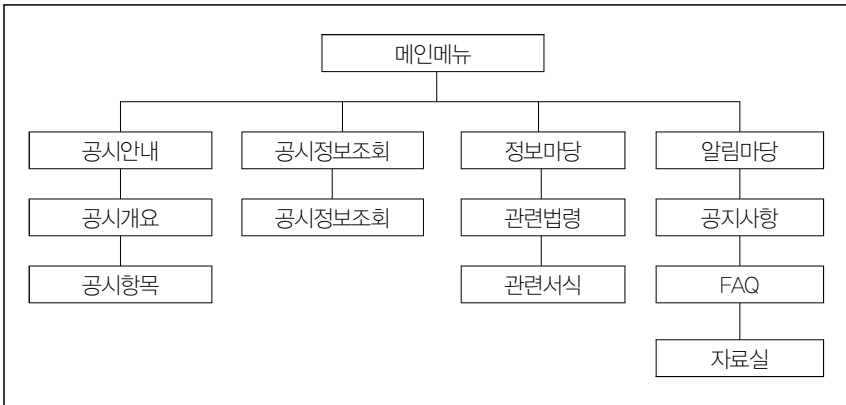 메인메뉴
공시안내 공시정보조회 정보마당 알림마당
공시개요 공시정보조회 관련법령 공지사항
공시항목 관련서식 FAQ
자료실